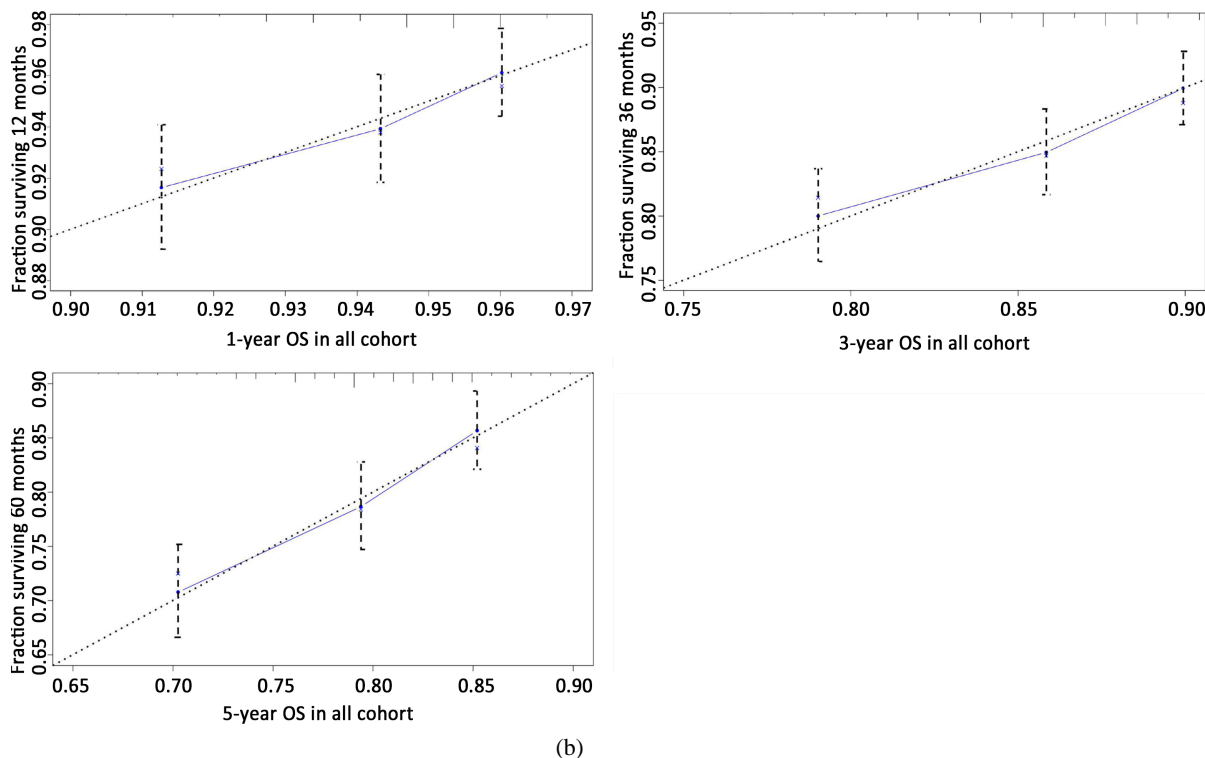 Fraction surviving 12 months
0.98
0.96
0.94
0.92
0.90
0.88
0.90 0.91 0.92 0.93 0.94 0.95 0.96 0.97
1-year OS in all cohort
Fraction surviving 36 months
0.95
0.90
0.85
0.80
0.75
0.75 0.80 0.85 0.90
3-year OS in all cohort
Fraction surviving 60 months
0.90
0.85
0.80
0.75
0.70
0.65
0.65 0.70 0.75 0.80 0.85 0.90
5-year OS in all cohort
(b)